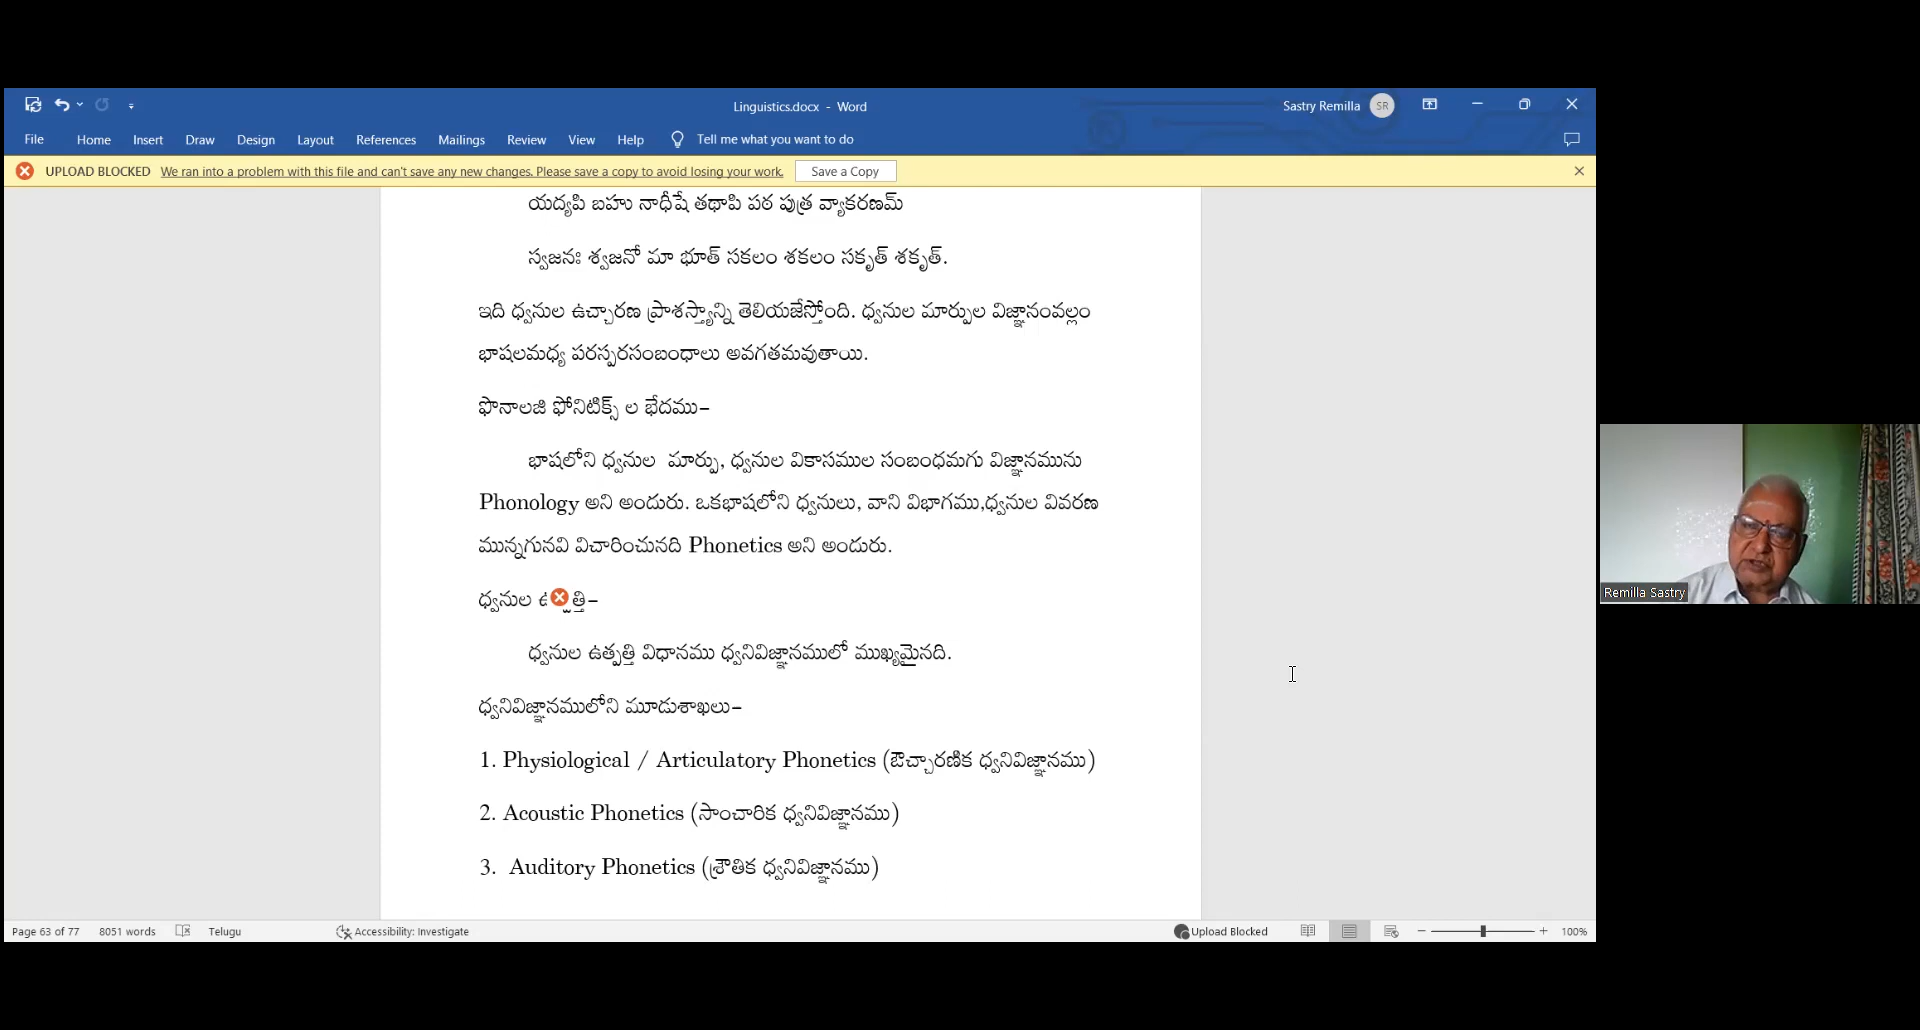 Linguistics.docx - Word
Sastry Remilla SR
File Home Insert Draw Design Layout References Mailings Review View Help Tell me what you want to do
UPLOAD BLOCKED We ran into a problem with this file and can't save any new changes. Please save a copy to avoid losing your work. Save a Copy
యద్యపి బహు నాధీషే తథాపి పఠ పుత్ర వ్యాకరణమ్
స్వజనః శ్వజనో మా భూత్ సకలం శకలం సకృత్ శకృత్.
ఇది ధ్వనుల ఉచ్చారణ ప్రాశస్త్యాన్ని తెలియజేస్తోంది. ధ్వనుల మార్పుల విజ్ఞానంవల్లం
భాషలమధ్య పరస్పరసంబంధాలు అవగతమవుతాయి.
ఫొనాలజి ఫోనిటిక్స్ ల భేదము-
భాషలోని ధ్వనుల మార్పు, ధ్వనుల వికాసముల సంబంధమగు విజ్ఞానమును
Phonology అని అందురు. ఒకభాషలోని ధ్వనులు, వాని విభాగము,ధ్వనుల వివరణ
మున్నగునవి విచారించునది Phonetics అని అందురు.
ధ్వనుల
ధ్వనుల ఉత్పత్తి విధానము ధ్వనివిజ్ఞానములో ముఖ్యమైనది.
ధ్వనివిజ్ఞానములోని మూడుశాఖలు-
1. Physiological / Articulatory Phonetics (ఔచ్చారణిక ధ్వనివిజ్ఞానము)
2. Acoustic Phonetics (సాంచారిక ధ్వనివిజ్ఞానము)
3. Auditory Phonetics (శ్రౌతిక ధ్వనివిజ్ఞానము)
Page 63 of 77 8051 words Telugu Accessibility: Investigate Upload Blocked 100%
Remilla Sastry